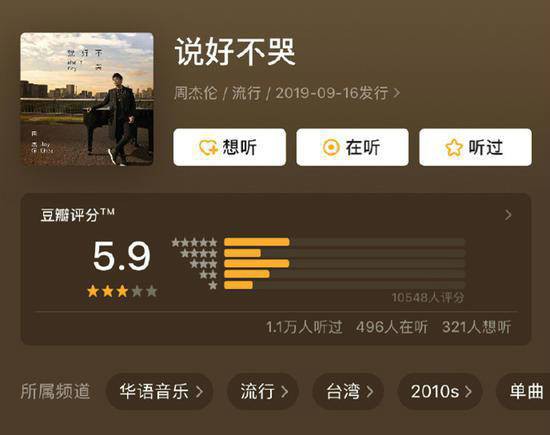 说好不哭
周杰伦 / 流行 / 2019-09-16发行 >
想听 在听 听过
豆瓣评分™ >
5.9
10548人评分
1.1万人听过 496人在听 321人想听
所属频道 华语音乐 > 流行 > 台湾 > 2010s > 单曲